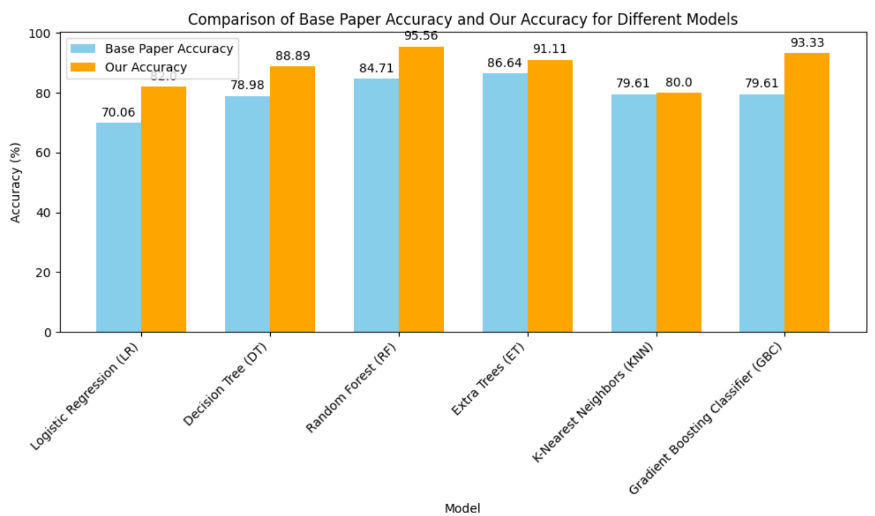 Comparison of Base Paper Accuracy and Our Accuracy for Different Models
Base Paper Accuracy
Our Accuracy
100
80
60
40
20
0
Accuracy (%)
70.06
82.0
78.98
88.89
84.71
95.56
86.64
91.11
79.61
80.0
79.61
93.33
Logistic Regression (LR)
Decision Tree (DT)
Random Forest (RF)
Extra Trees (ET)
K-Nearest Neighbors (KNN)
Gradient Boosting Classifier (GBC)
Model